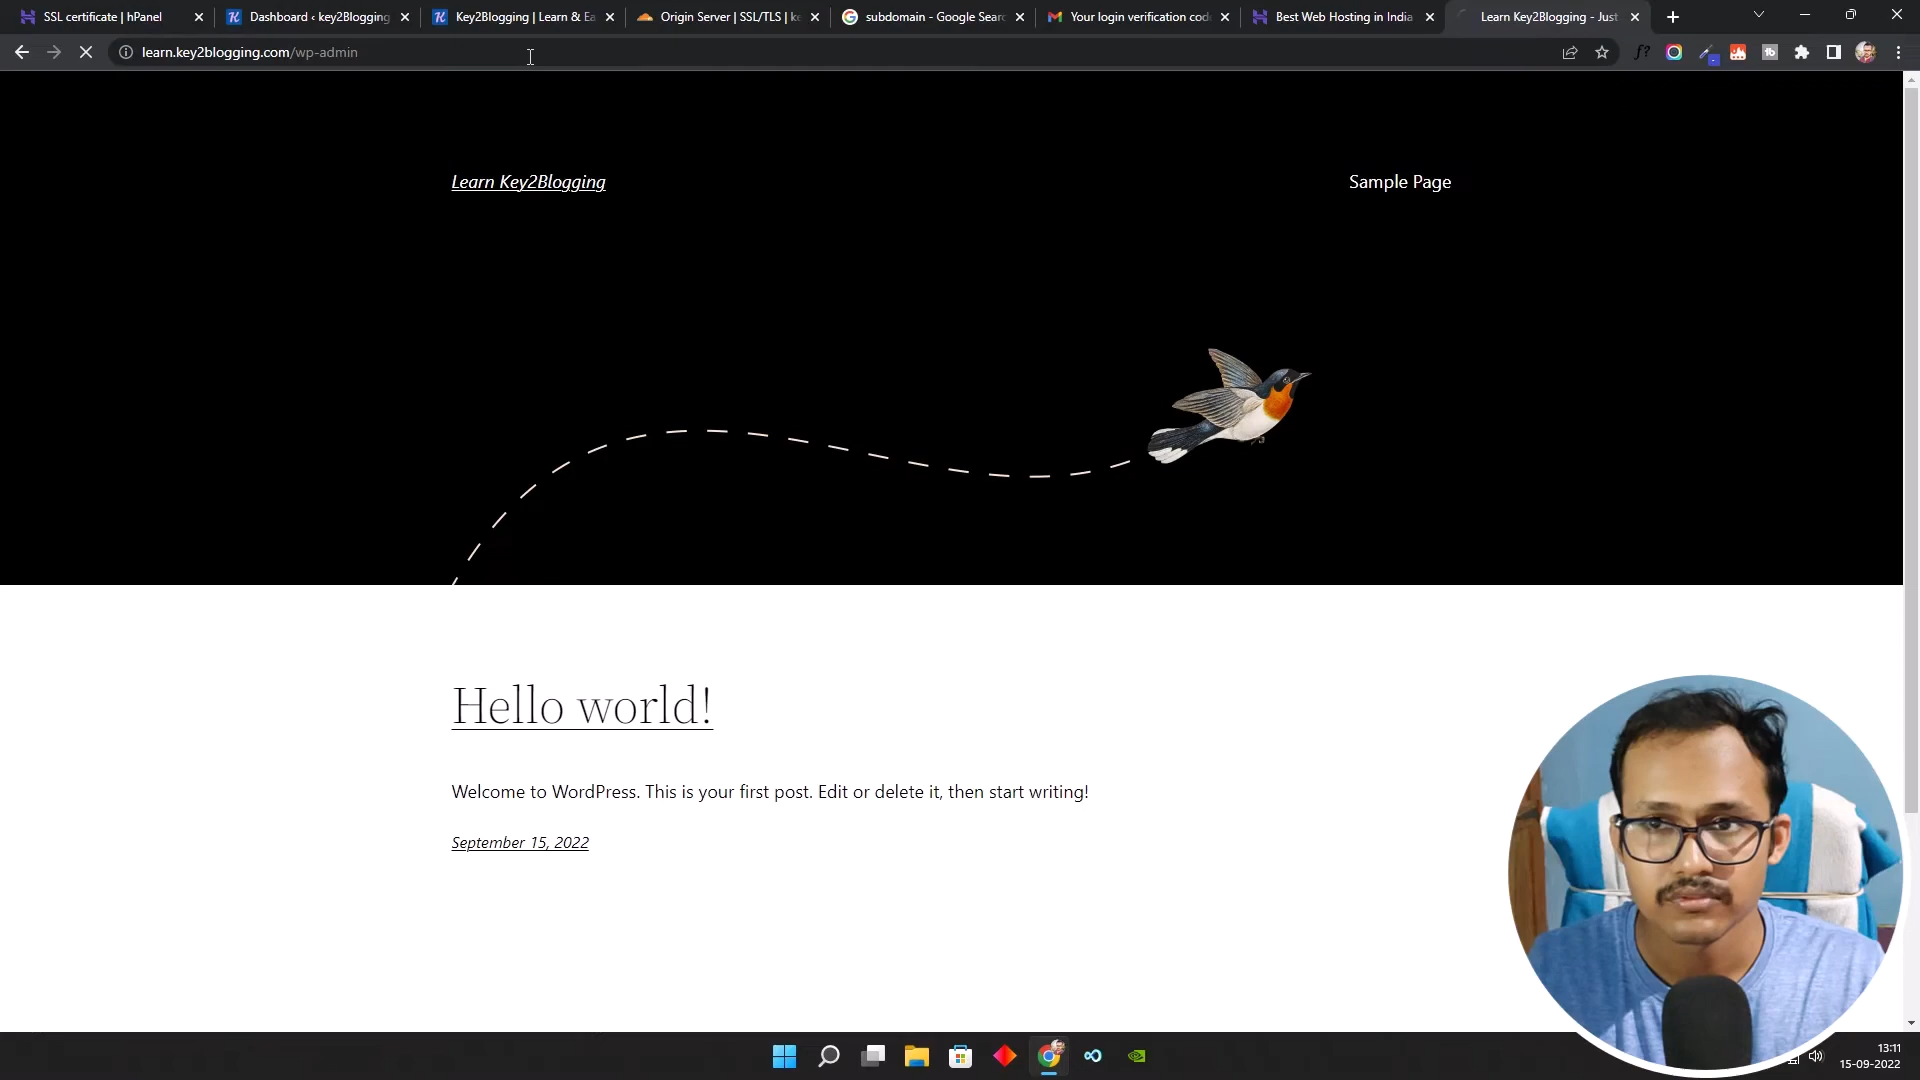 SSL certificate | hPanel
Dashboard ‹ key2Blogging
Key2Blogging | Learn & Ea
Origin Server | SSL/TLS | ke
subdomain - Google Searc
Your login verification code
Best Web Hosting in India
Learn Key2Blogging - Just
learn.key2blogging.com/wp-admin
Learn Key2Blogging
Sample Page
Hello world!
Welcome to WordPress. This is your first post. Edit or delete it, then start writing!
September 15, 2022
13:11
15-09-2022